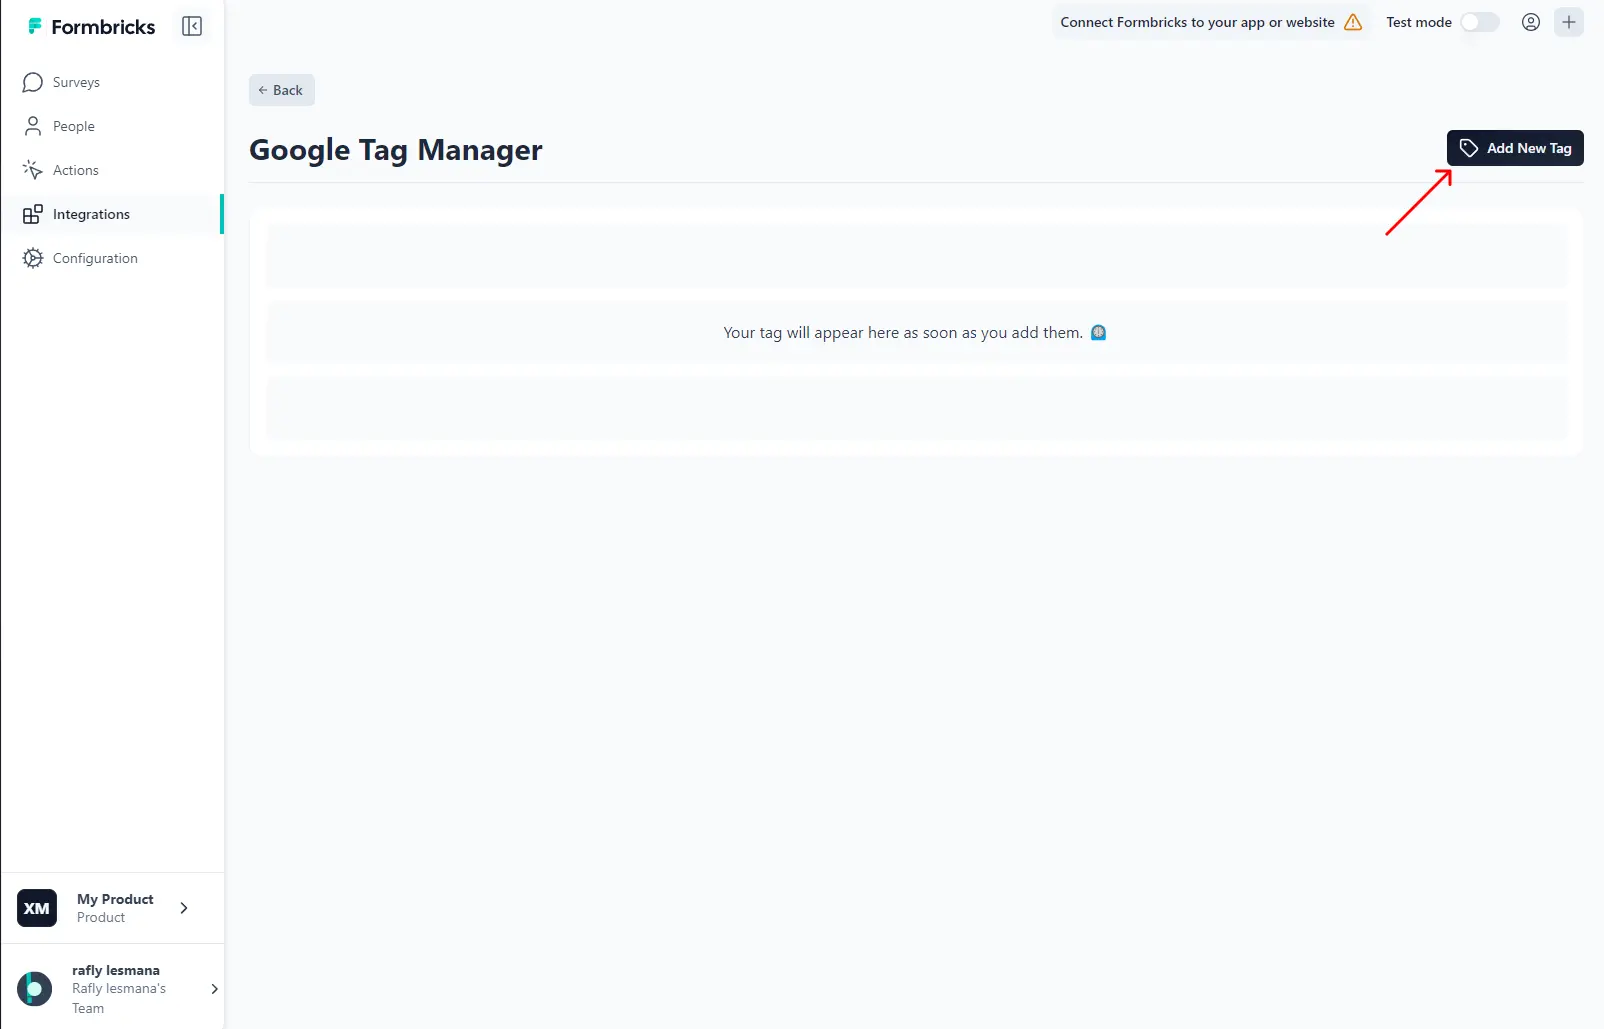 Formbricks
Connect Formbricks to your app or website
Test mode
Surveys
People
Actions
Integrations
Configuration
← Back
Google Tag Manager
Add New Tag
Your tag will appear here as soon as you add them.
XM
My Product
Product
rafly lesmana
Rafly lesmana's
Team